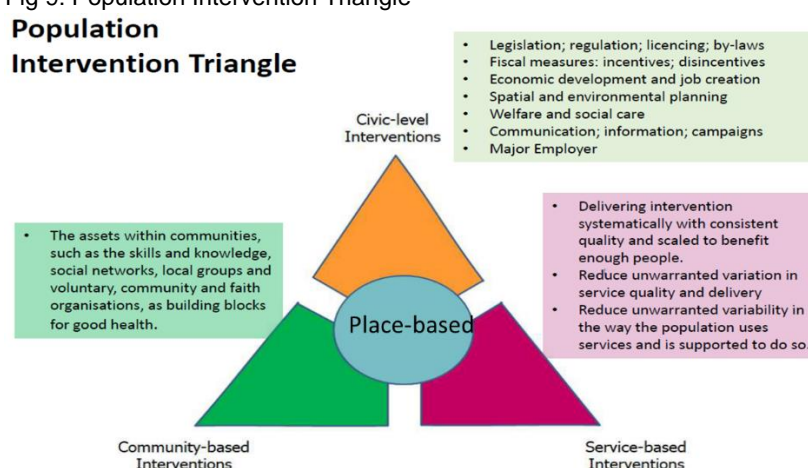 Fig 9: Population Intervention Triangle
Population
Intervention Triangle
• Legislation; regulation; licencing; by-laws
• Fiscal measures: incentives; disincentives
• Economic development and job creation
• Spatial and environmental planning
• Welfare and social care
• Communication; information; campaigns
• Major Employer
Civic-level
Interventions
• The assets within communities,
such as the skills and knowledge,
social networks, local groups and
voluntary, community and faith
organisations, as building blocks
for good health.
• Delivering intervention
systematically with consistent
quality and scaled to benefit
enough people.
• Reduce unwarranted variation in
service quality and delivery
• Reduce unwarranted variability in
the way the population uses
services and is supported to do so.
Place-based
Community-based
Interventions
Service-based
Interventions